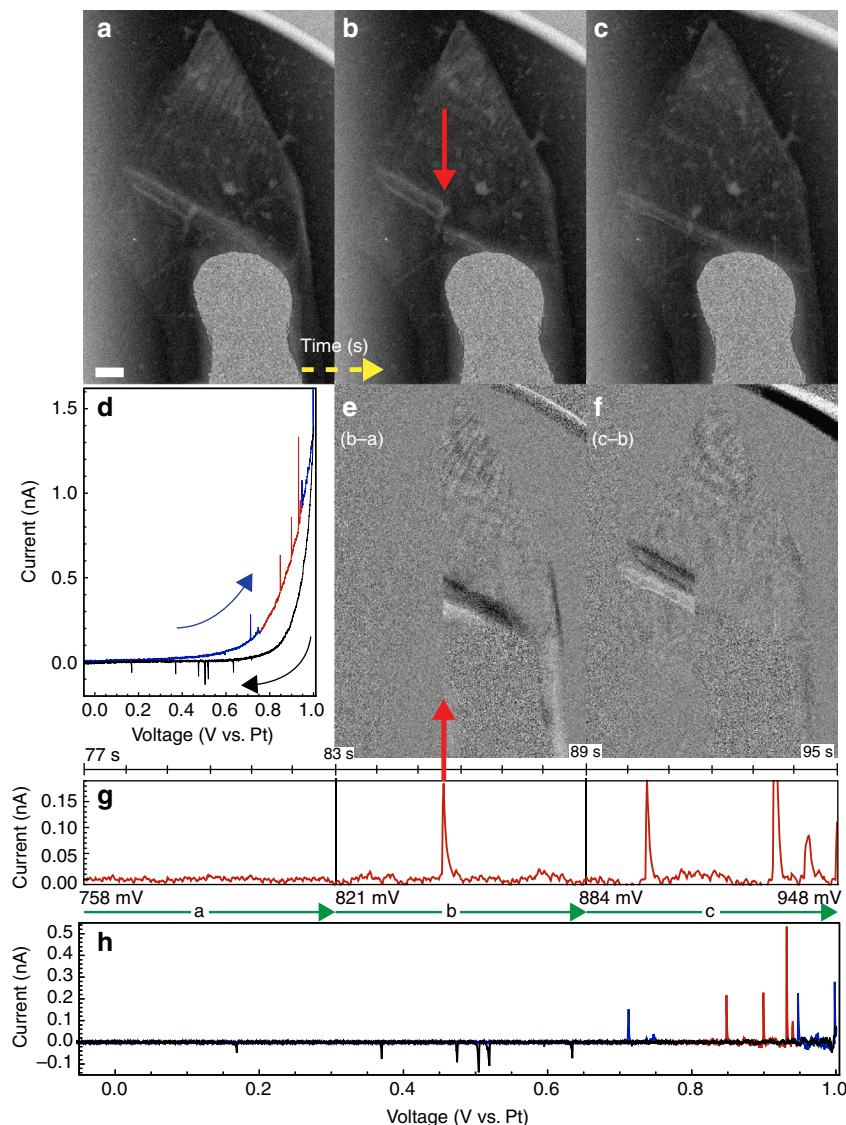 a
b
c
Time (s)
d
e
f
(b–a)
(c–b)
1.5
1.0
0.5
0.0
Current (nA)
0.0 0.2 0.4 0.6 0.8 1.0
Voltage (V vs. Pt)
77 s
83 s
89 s
95 s
g
0.15
0.10
0.05
0.00
Current (nA)
758 mV
821 mV
884 mV
948 mV
a
b
c
h
0.5
0.4
0.3
0.2
0.1
0.0
–0.1
Current (nA)
0.0 0.2 0.4 0.6 0.8 1.0
Voltage (V vs. Pt)